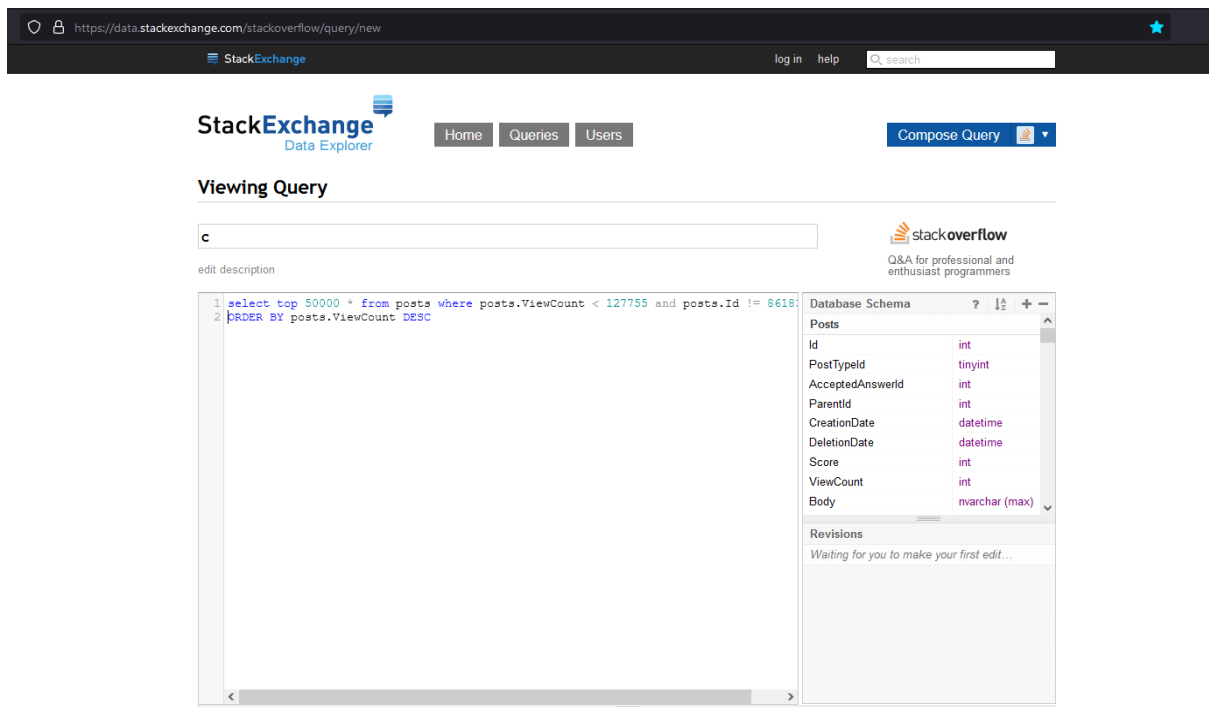 https://data.stackexchange.com/stackoverflow/query/new
StackExchange
log in help search
StackExchange
Data Explorer
Home Queries Users
Compose Query
Viewing Query
c
stackoverflow
Q&A for professional and
enthusiast programmers
edit description
1 select top 50000 * from posts where posts.ViewCount < 127755 and posts.Id != 8618
2 ORDER BY posts.ViewCount DESC
Database Schema ?
Posts
Id int
PostTypeId tinyint
AcceptedAnswerId int
ParentId int
CreationDate datetime
DeletionDate datetime
Score int
ViewCount int
Body nvarchar (max)
Revisions
Waiting for you to make your first edit…